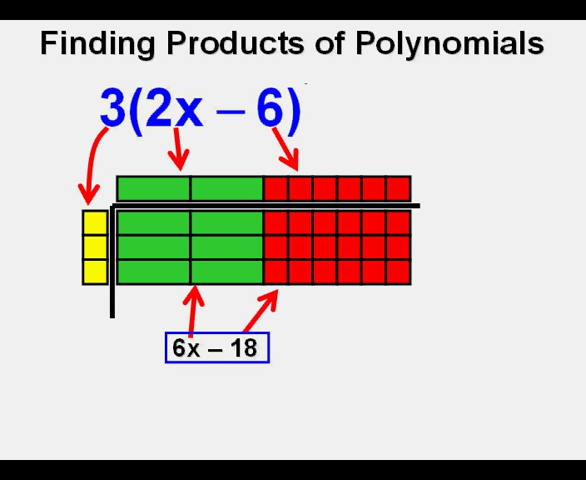 Finding Products of Polynomials
3(2x – 6)
6x – 18